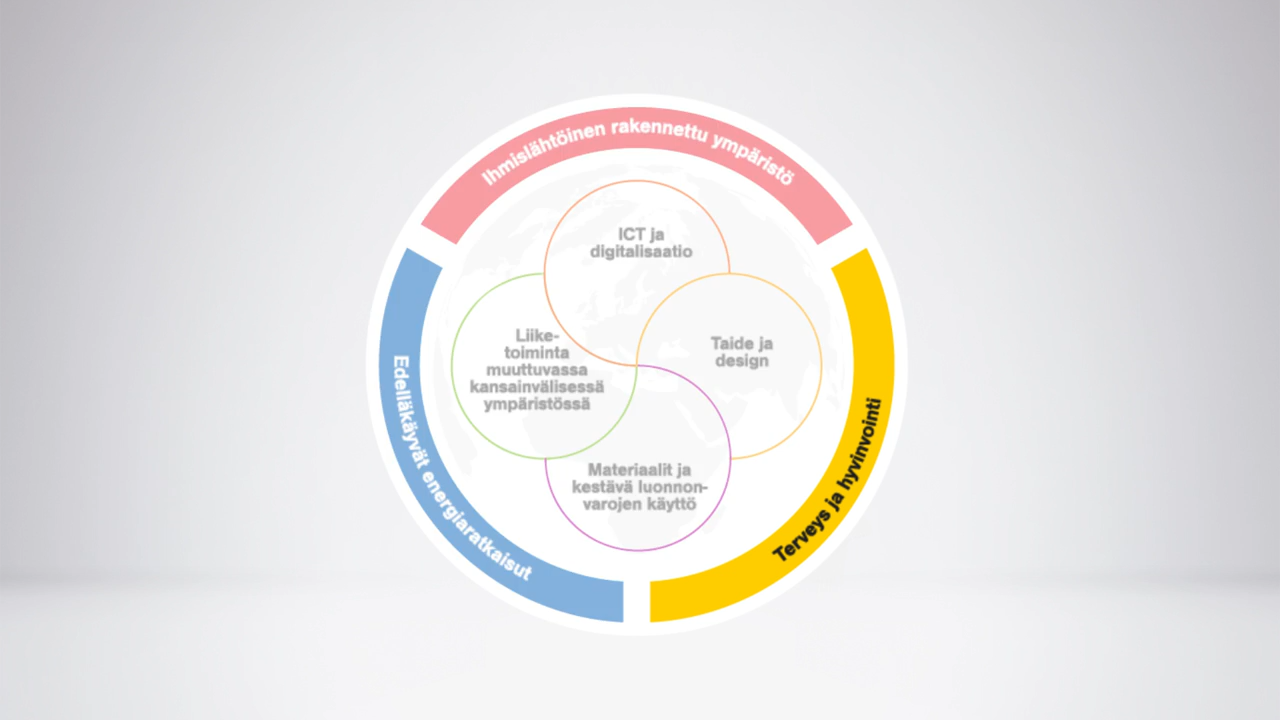 Ihmislähtöinen rakennettu ympäristö
ICT ja
digitalisaatio
Liike-
toiminta
muuttuvassa
kansainvälisessä
ympäristössä
Taide ja
design
Materiaalit ja
kestävä luonnon-
varojen käyttö
Edelläkäyvät energiaratkaisut
Terveys ja hyvinvointi